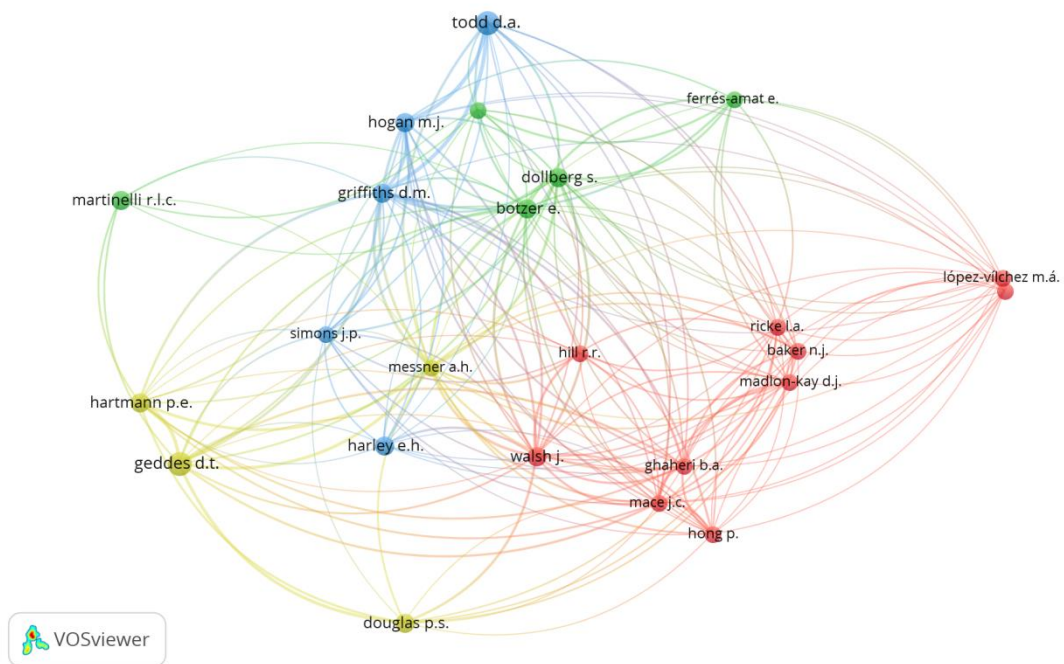 todd d.a.
ferrés-amat e.
hogan m.j.
dollberg s.
griffiths d.m.
martinelli r.l.c.
botzer e.
lópez-vílchez m.á.
ricke l.a.
simons j.p.
hill r.r.
baker n.j.
messner a.h.
madlon-kay d.j.
hartmann p.e.
harley e.h.
walsh j.
geddes d.t.
ghaheri b.a.
mace j.c.
hong p.
douglas p.s.
VOSviewer